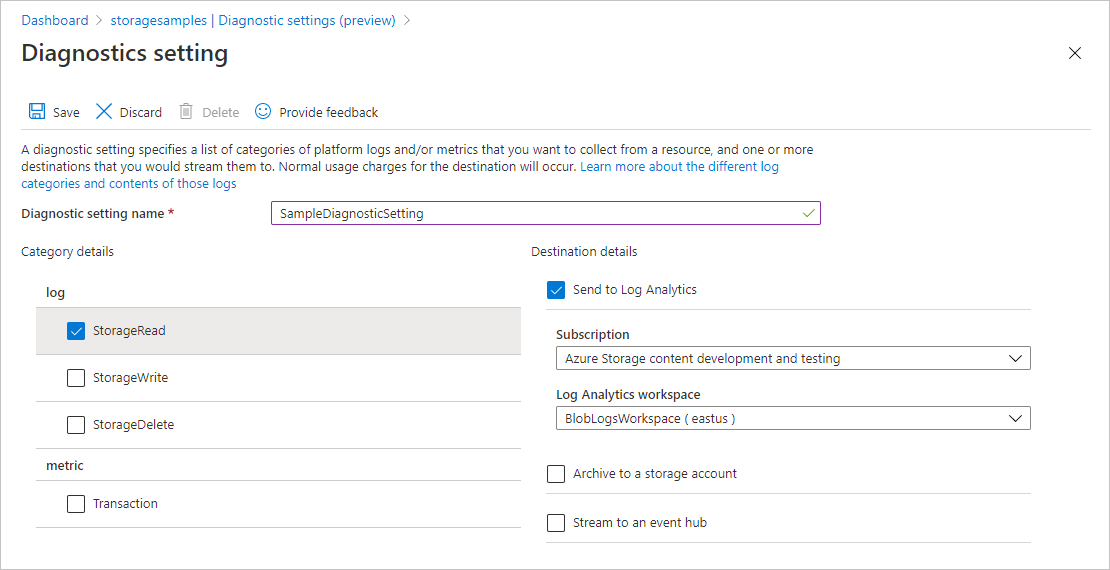 Dashboard > storagesamples | Diagnostic settings (preview) >
Diagnostics setting
Save Discard Delete Provide feedback
A diagnostic setting specifies a list of categories of platform logs and/or metrics that you want to collect from a resource, and one or more
destinations that you would stream them to. Normal usage charges for the destination will occur. Learn more about the different log
categories and contents of those logs
Diagnostic setting name * SampleDiagnosticSetting
Category details
log
StorageRead
StorageWrite
StorageDelete
metric
Transaction
Destination details
Send to Log Analytics
Subscription
Azure Storage content development and testing
Log Analytics workspace
BlobLogsWorkspace ( eastus )
Archive to a storage account
Stream to an event hub